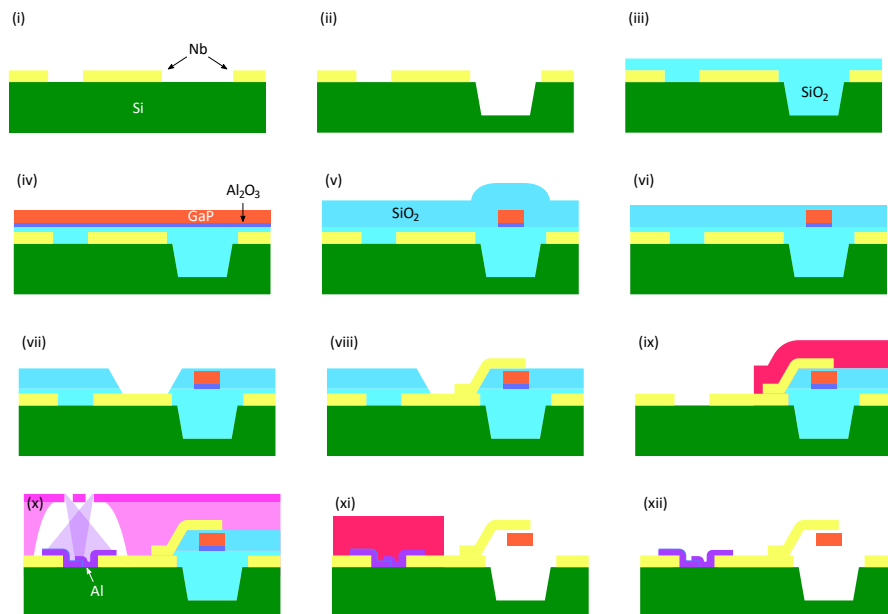 (i)
Nb
Si
(ii)
(iii)
SiO₂
(iv)
Al₂O₃
GaP
(v)
SiO₂
(vi)
(vii)
(viii)
(ix)
(x)
Al
(xi)
(xii)